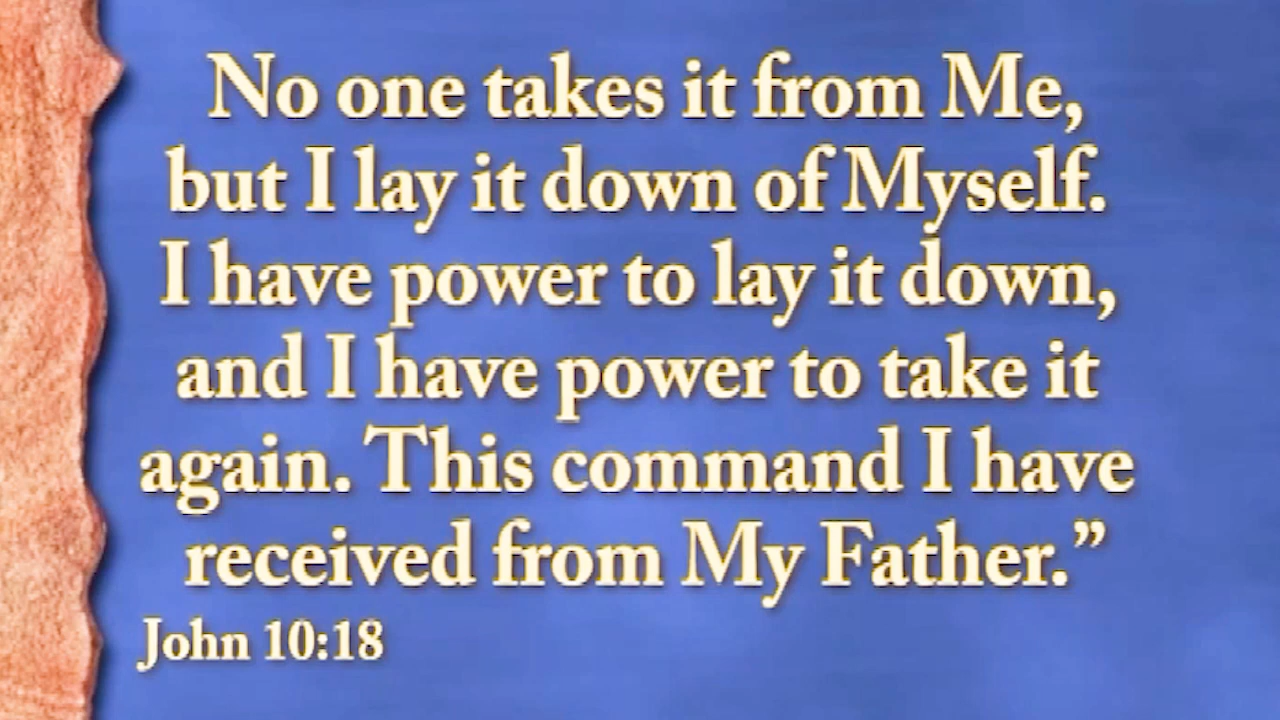 No one takes it from Me,
but I lay it down of Myself.
I have power to lay it down,
and I have power to take it
again. This command I have
received from My Father.”
John 10:18